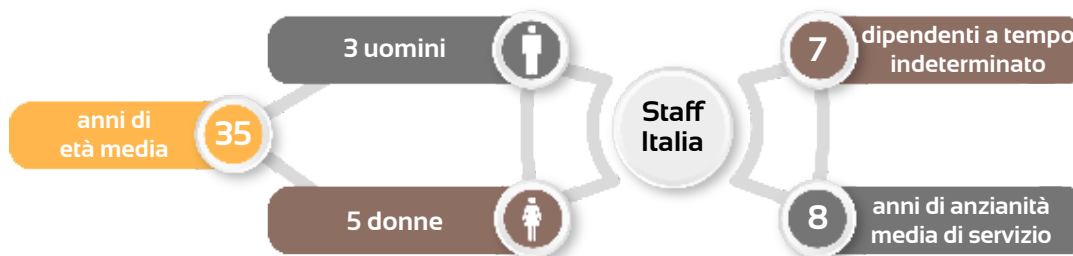 3 uomini
7
dipendenti a tempo
indeterminato
anni di
età media
35
Staff
Italia
5 donne
8
anni di anzianità
media di servizio